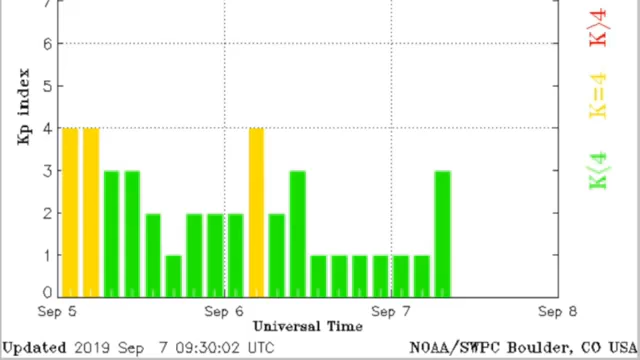 7
6
5
4
3
2
1
0
Kp index
Sep 5 Sep 6 Sep 7 Sep 8
Universal Time
K<4 K=4 K>4
Updated 2019 Sep 7 09:30:02 UTC NOAA/SWPC Boulder, CO USA